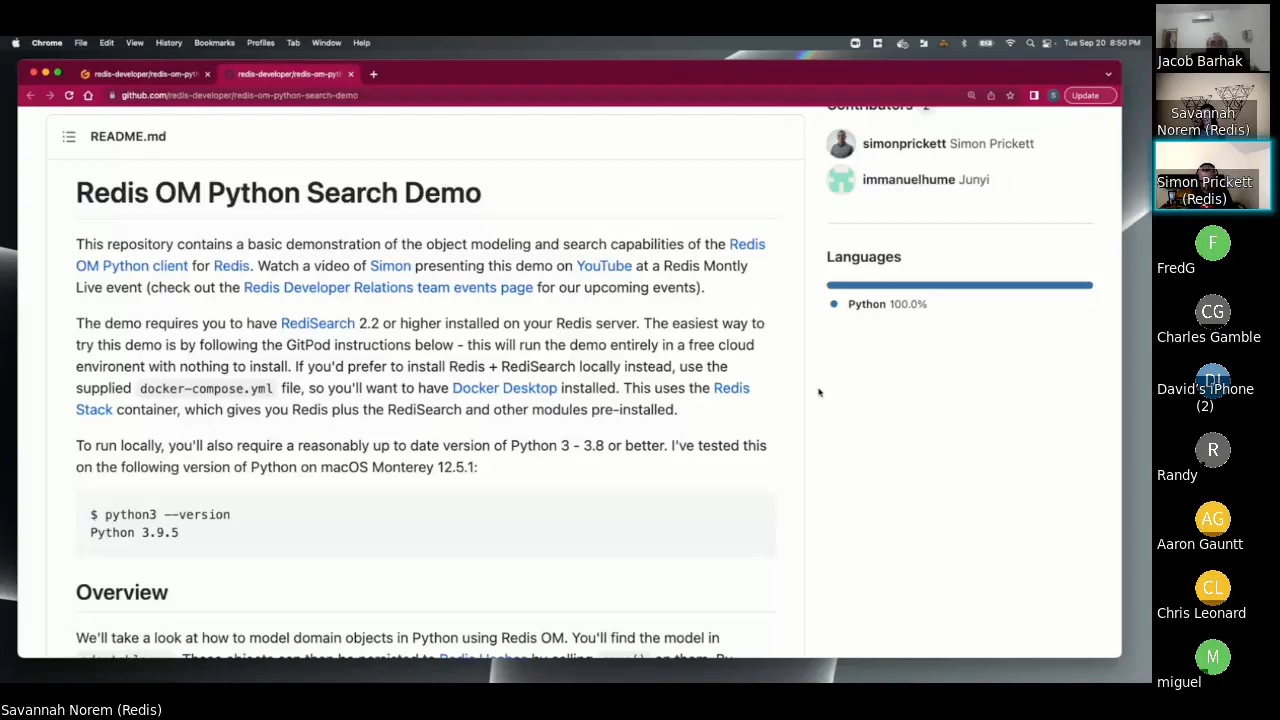 Chrome File Edit View History Bookmarks Profiles Tab Window Help
Tue Sep 20 8:50 PM
redis-developer/redis-om-pyt
redis-developer/redis-om-pyt
github.com/redis-developer/redis-om-python-search-demo
S
Update
README.md
Redis OM Python Search Demo
This repository contains a basic demonstration of the object modeling and search capabilities of the Redis
OM Python client for Redis. Watch a video of Simon presenting this demo on YouTube at a Redis Montly
Live event (check out the Redis Developer Relations team events page for our upcoming events).
The demo requires you to have RediSearch 2.2 or higher installed on your Redis server. The easiest way to
try this demo is by following the GitPod instructions below - this will run the demo entirely in a free cloud
environent with nothing to install. If you'd prefer to install Redis + RediSearch locally instead, use the
supplied docker-compose.yml file, so you'll want to have Docker Desktop installed. This uses the Redis
Stack container, which gives you Redis plus the RediSearch and other modules pre-installed.
To run locally, you'll also require a reasonably up to date version of Python 3 - 3.8 or better. I've tested this
on the following version of Python on macOS Monterey 12.5.1:
$ python3 --version
Python 3.9.5
Overview
We'll take a look at how to model domain objects in Python using Redis OM. You'll find the model in
Contributors 2
simonprickett Simon Prickett
immanuelhume Junyi
Languages
Python 100.0%
Jacob Barhak
Savannah
Norem (Redis)
Simon Prickett
(Redis)
F
FredG
CG
Charles Gamble
DI
David's iPhone
(2)
R
Randy
AG
Aaron Gauntt
CL
Chris Leonard
M
miguel
Savannah Norem (Redis)